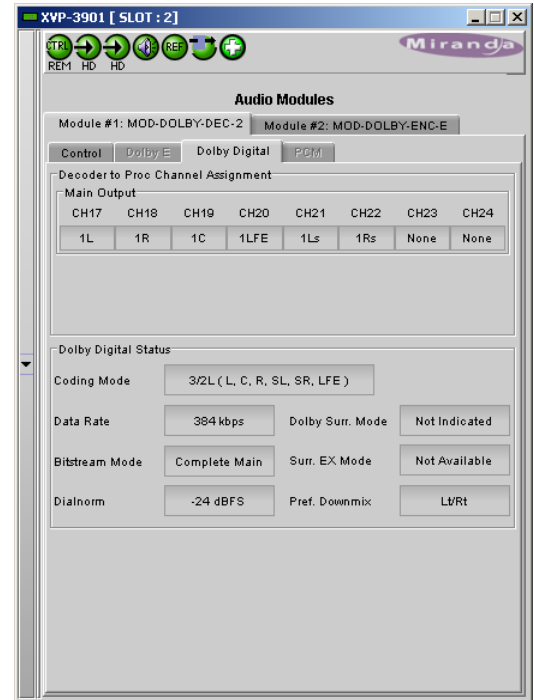 XVP-3901 [ SLOT : 2]
CTRL REF
Miranda
REM HD HD
Audio Modules
Module #1: MOD-DOLBY-DEC-2 Module #2: MOD-DOLBY-ENC-E
Control Dolby E Dolby Digital PCM
Decoder to Proc Channel Assignment
Main Output
CH17 CH18 CH19 CH20 CH21 CH22 CH23 CH24
1L 1R 1C 1LFE 1Ls 1Rs None None
Dolby Digital Status
Coding Mode 3/2L ( L, C, R, SL, SR, LFE )
Data Rate 384 kbps Dolby Surr. Mode Not Indicated
Bitstream Mode Complete Main Surr. EX Mode Not Available
Dialnorm -24 dBFS Pref. Downmix Lt/Rt